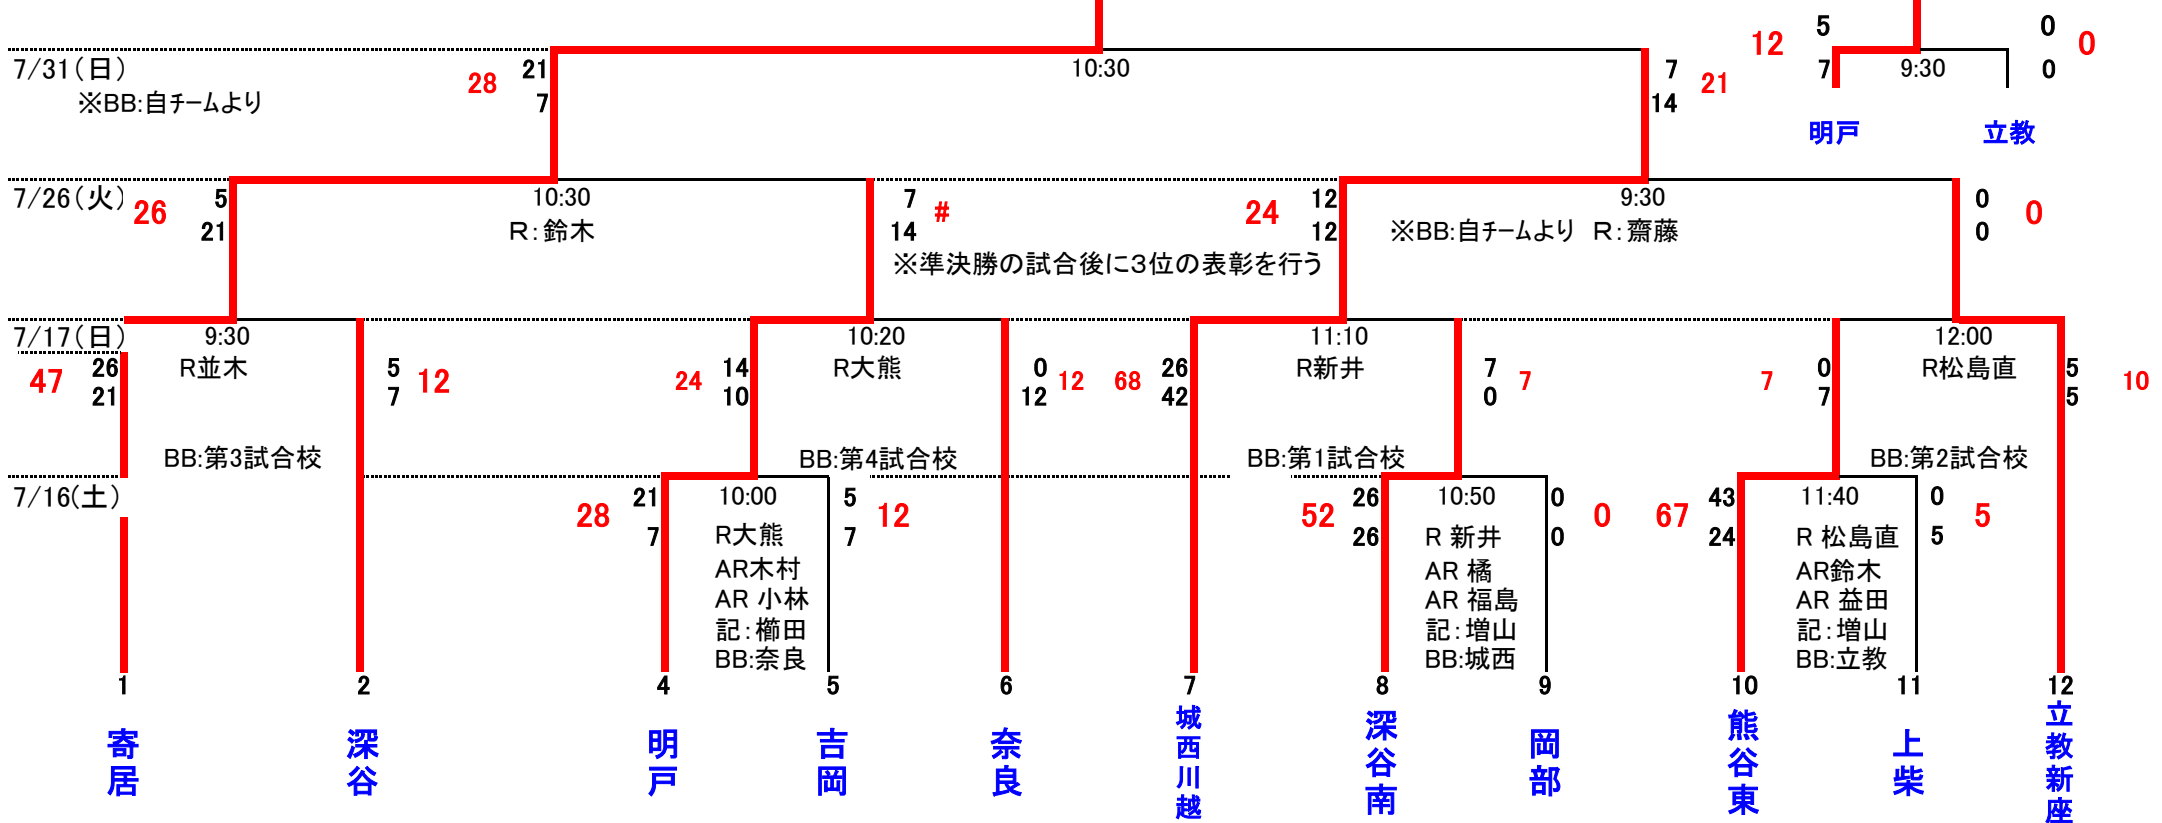 5 0
12 0
7/31(日) 28 21 10:30 7 21 7 9:30 0
※BB:自チームより 7 14
明戸 立教
7/26(火) 26 5 10:30 7 # 24 12 9:30 0 0
21 R:鈴木 14 12 ※BB:自チームより R:齋藤 0
※準決勝の試合後に3位の表彰を行う
7/17(日) 9:30 10:20 11:10 12:00
47 26 R並木 5 12 24 14 R大熊 0 12 68 26 R新井 7 7 7 0 R松島直 5 10
21 7 10 12 42 0 7 5
BB:第3試合校 BB:第4試合校 BB:第1試合校 BB:第2試合校
7/16(土) 28 21 10:00 5 12 52 26 10:50 0 0 67 43 11:40 0 5
7 R大熊 7 26 R 新井 0 24 R 松島直 5
AR木村 AR 橘 AR鈴木
AR 小林 AR 福島 AR 益田
記:櫛田 記:増山 記:増山
BB:奈良 BB:城西 BB:立教
1 2 4 5 6 7 8 9 10 11 12
寄居 深谷 明戸 吉岡 奈良 城西川越 深谷南 岡部 熊谷東 上柴 立教新座